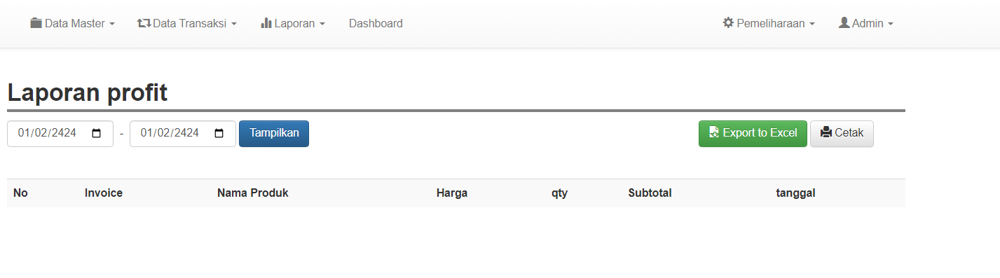 Data Master Data Transaksi Laporan Dashboard Pemeliharaan Admin
Laporan profit
01/02/2424 - 01/02/2424 Tampilkan Export to Excel Cetak
No Invoice Nama Produk Harga qty Subtotal tanggal